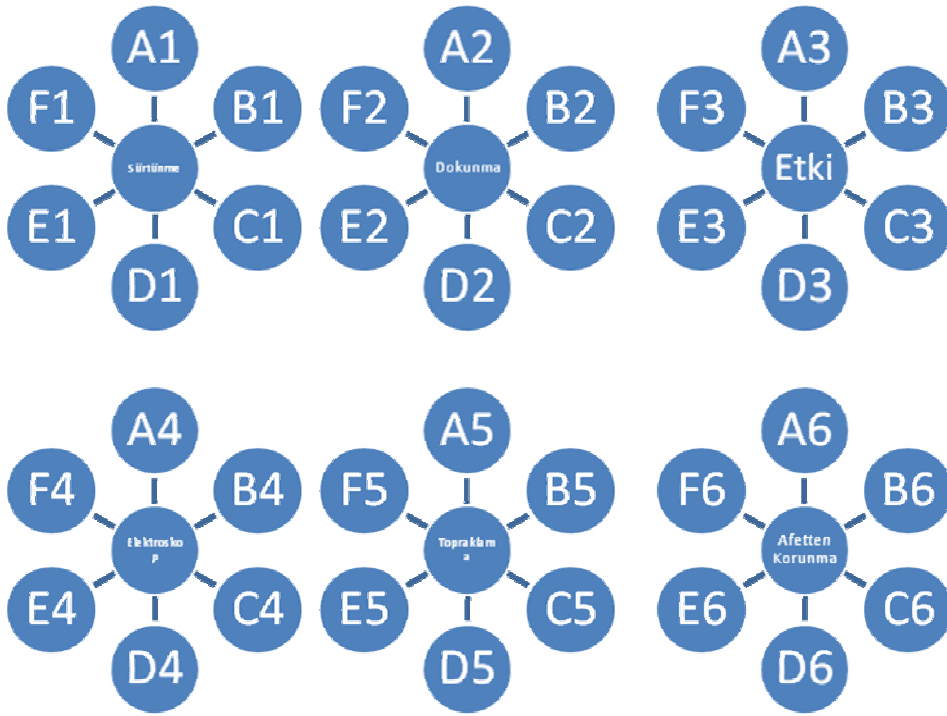 A1
F1
B1
Sürtünme
E1
C1
D1
A2
F2
B2
Dokunma
E2
C2
D2
A3
F3
B3
Etki
E3
C3
D3
A4
F4
B4
Elektrosko
p
E4
C4
D4
A5
F5
B5
Topraklam
a
E5
C5
D5
A6
F6
B6
Afetten
Korunma
E6
C6
D6